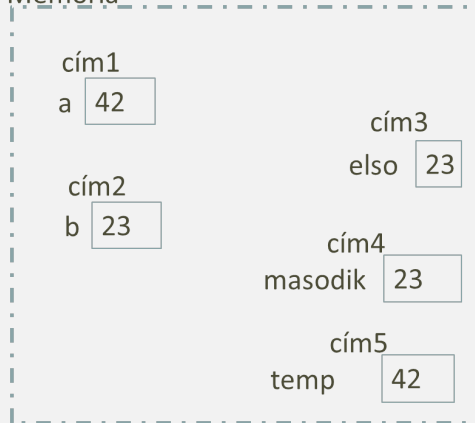 Memória
cím1
a 42
cím3
elso 23
cím2
b 23
cím4
masodik 23
cím5
temp 42